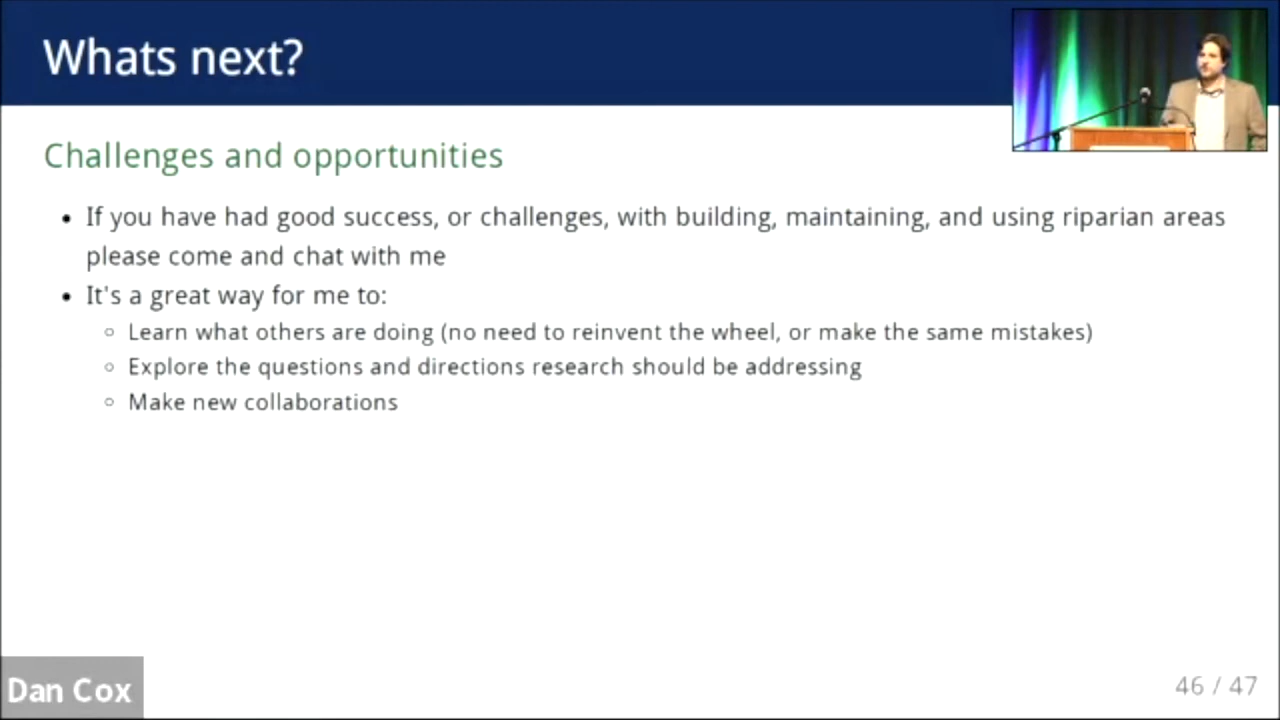 Whats next?
Challenges and opportunities
• If you have had good success, or challenges, with building, maintaining, and using riparian areas
please come and chat with me
• It's a great way for me to:
○ Learn what others are doing (no need to reinvent the wheel, or make the same mistakes)
○ Explore the questions and directions research should be addressing
○ Make new collaborations
Dan Cox
46 / 47